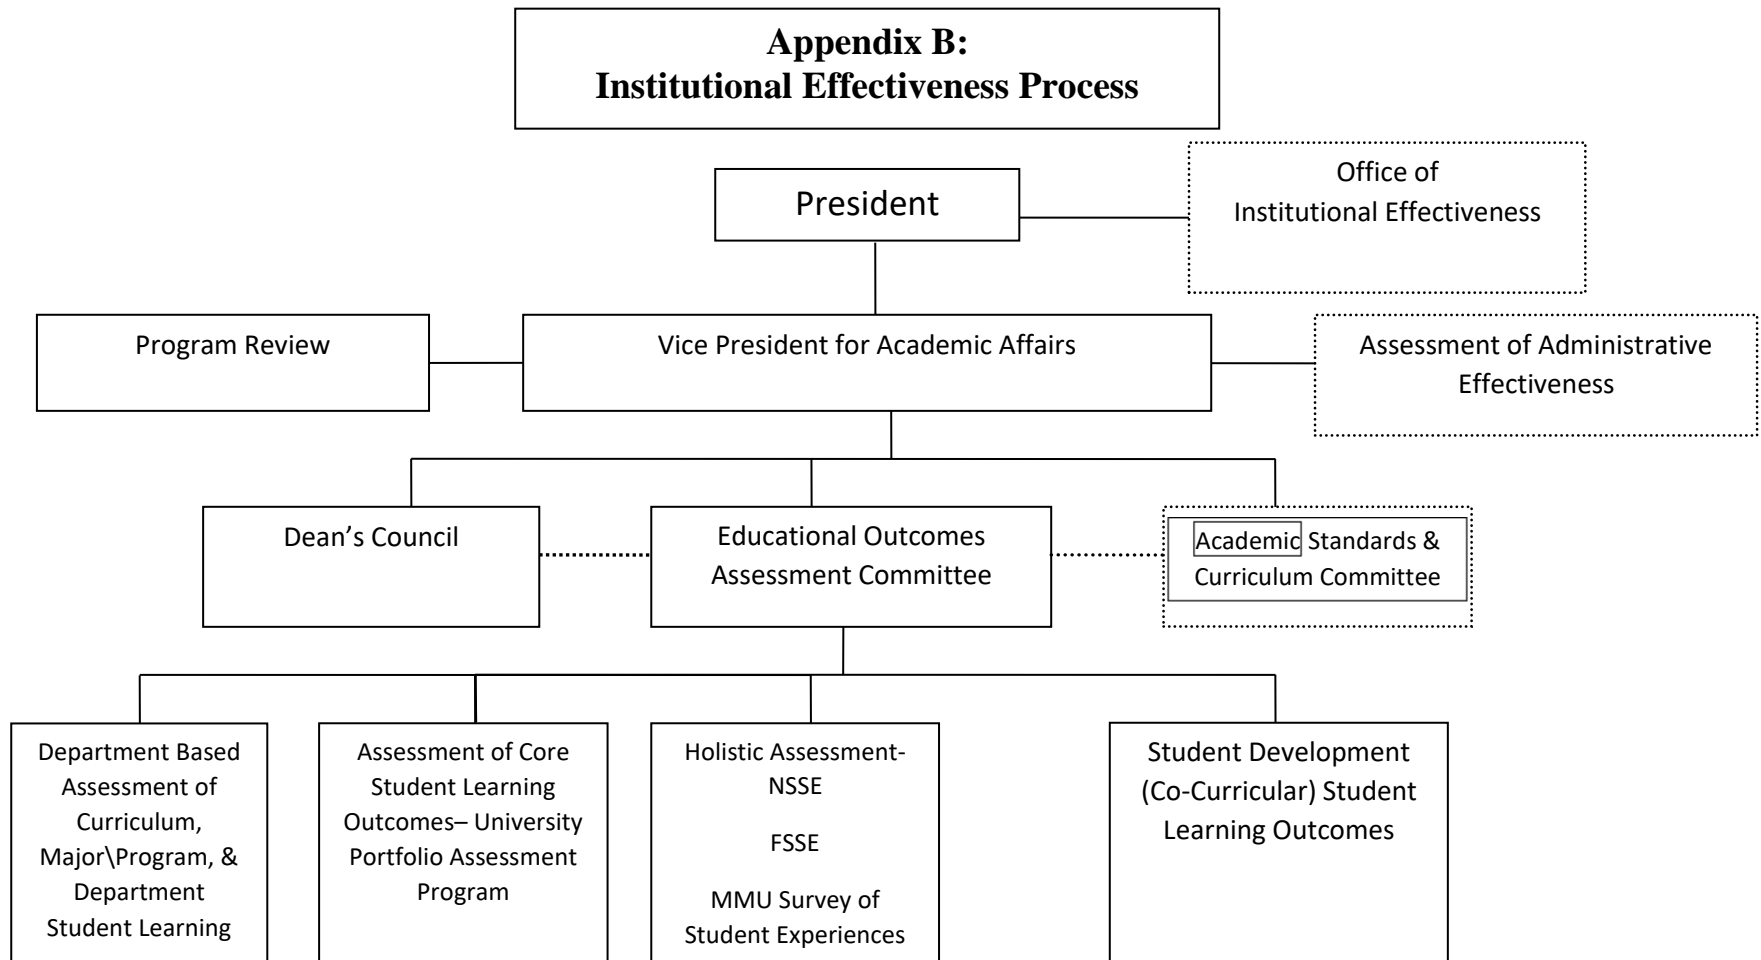 Appendix B:
Institutional Effectiveness Process
President
Office of
Institutional Effectiveness
Program Review
Vice President for Academic Affairs
Assessment of Administrative
Effectiveness
Dean’s Council
Educational Outcomes
Assessment Committee
Academic Standards &
Curriculum Committee
Department Based
Assessment of
Curriculum,
Major\Program, &
Department
Student Learning
Assessment of Core
Student Learning
Outcomes– University
Portfolio Assessment
Program
Holistic Assessment-
NSSE
FSSE
MMU Survey of
Student Experiences
Student Development
(Co-Curricular) Student
Learning Outcomes